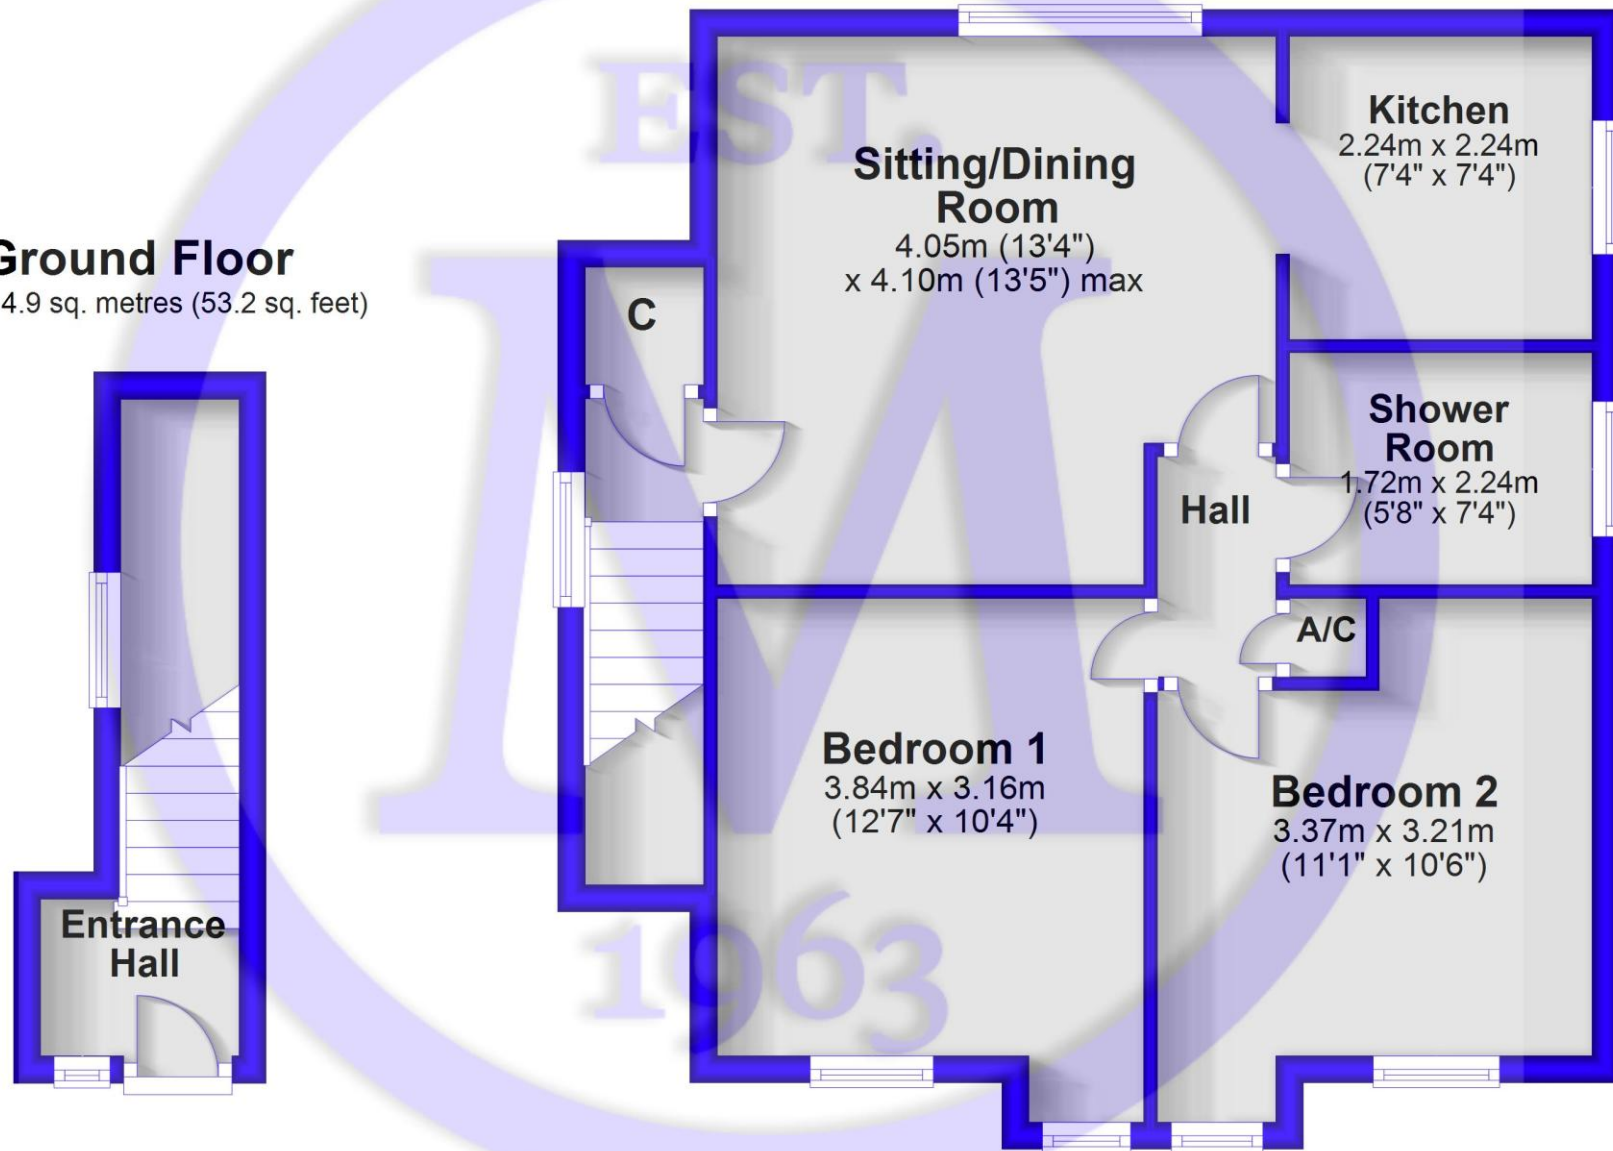 EST.
Ground Floor
4.9 sq. metres (53.2 sq. feet)
Sitting/Dining
Room
4.05m (13'4")
x 4.10m (13'5") max
Kitchen
2.24m x 2.24m
(7'4" x 7'4")
C
Shower
Room
1.72m x 2.24m
(5'8" x 7'4")
Hall
A/C
Bedroom 1
3.84m x 3.16m
(12'7" x 10'4")
Bedroom 2
3.37m x 3.21m
(11'1" x 10'6")
Entrance
Hall
M
1963